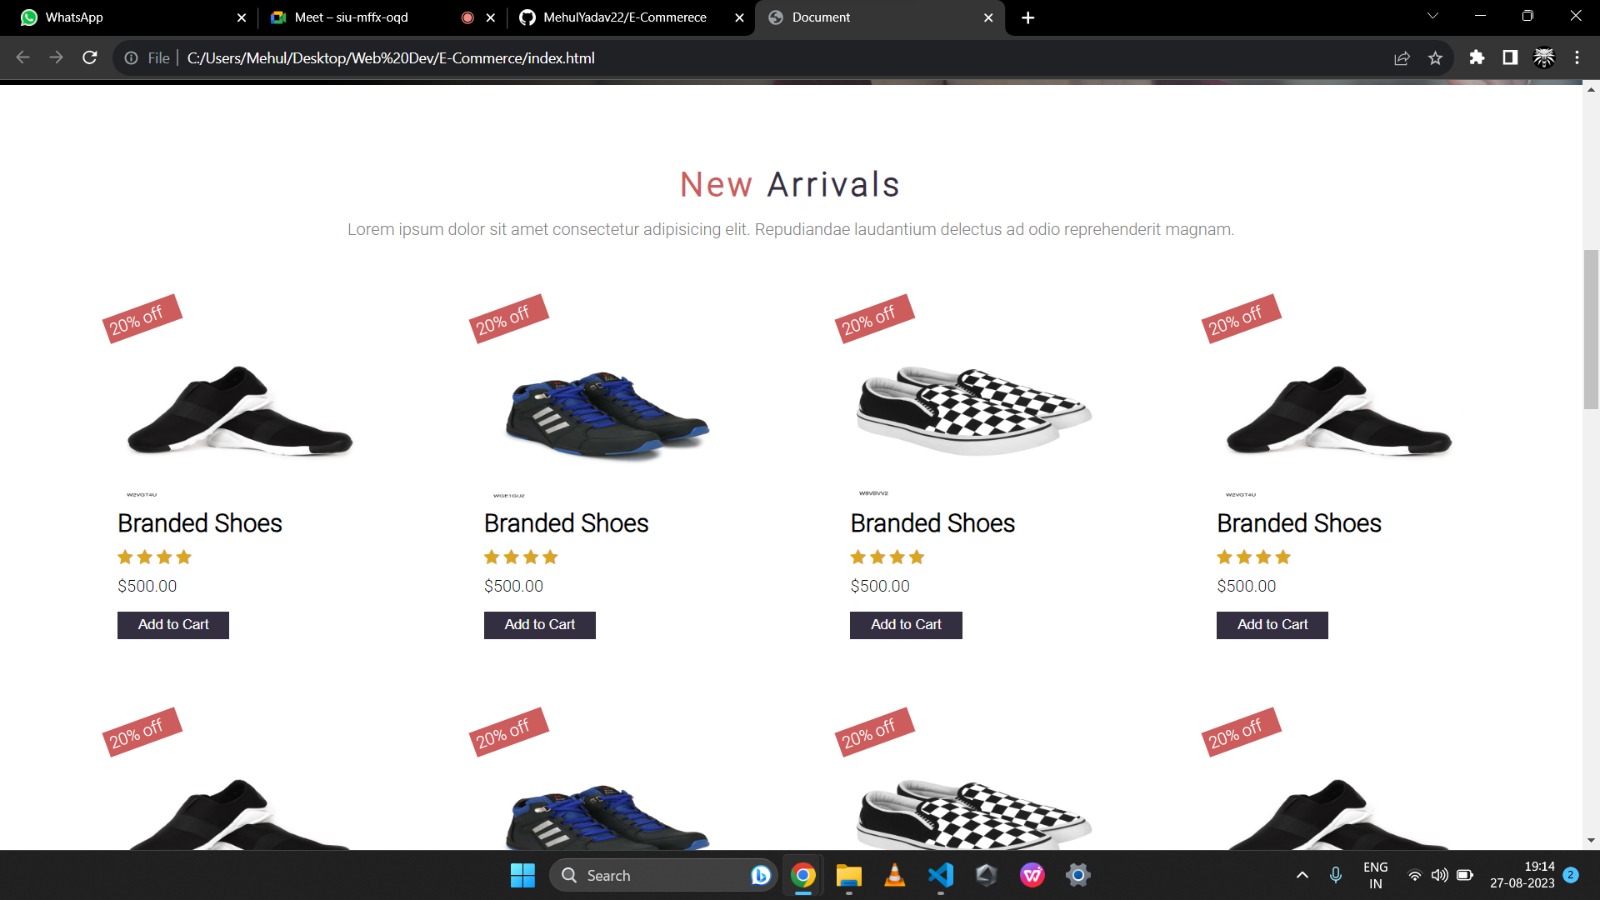 WhatsApp
Meet – siu-mffx-oqd
MehulYadav22/E-Commerece
Document
File
C:/Users/Mehul/Desktop/Web%20Dev/E-Commerce/index.html
New Arrivals
Lorem ipsum dolor sit amet consectetur adipisicing elit. Repudiandae laudantium delectus ad odio reprehenderit magnam.
20% off
20% off
20% off
20% off
W2VGT4U
W2VGT4U
Branded Shoes
Branded Shoes
Branded Shoes
Branded Shoes
$500.00
$500.00
$500.00
$500.00
Add to Cart
Add to Cart
Add to Cart
Add to Cart
20% off
20% off
20% off
20% off
Search
ENG
IN
19:14
27-08-2023
2